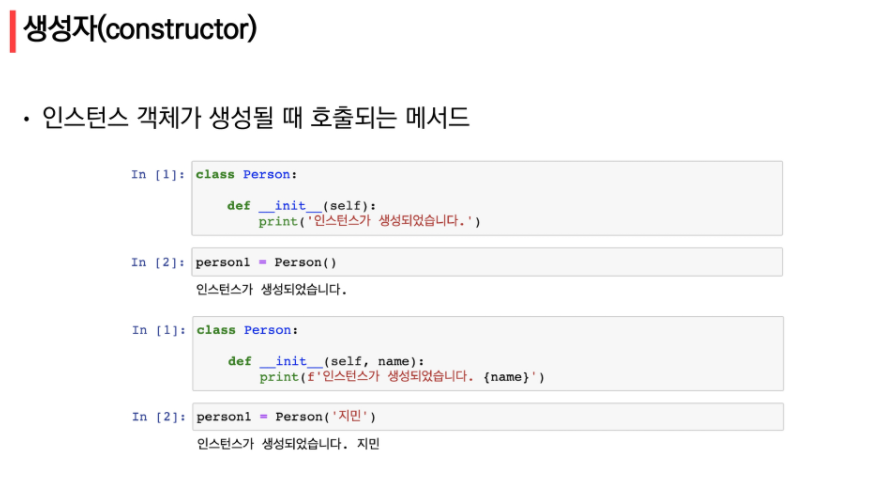 생성자(constructor)
• 인스턴스 객체가 생성될 때 호출되는 메서드
In [1]: class Person:
def __init__(self):
print('인스턴스가 생성되었습니다.')
In [2]: person1 = Person()
인스턴스가 생성되었습니다.
In [1]: class Person:
def __init__(self, name):
print(f'인스턴스가 생성되었습니다. {name}')
In [2]: person1 = Person('지민')
인스턴스가 생성되었습니다. 지민